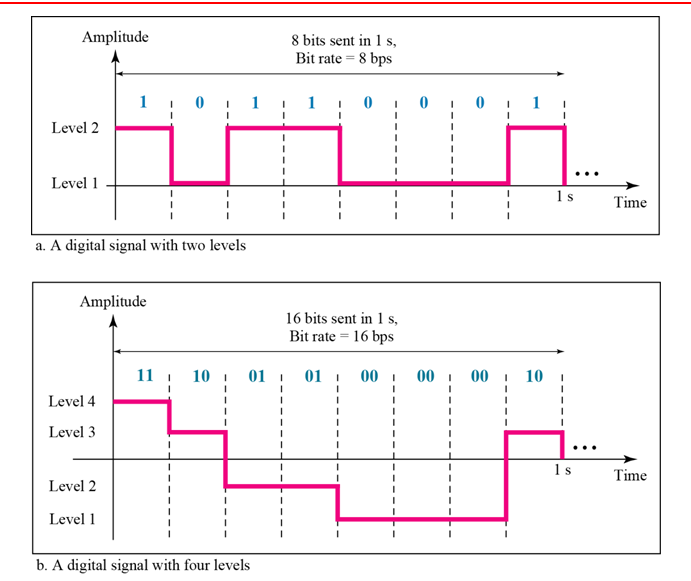 Amplitude
8 bits sent in 1 s,
Bit rate = 8 bps
1 0 1 1 0 0 0 1
Level 2
Level 1
...
1 s
Time
a. A digital signal with two levels
Amplitude
16 bits sent in 1 s,
Bit rate = 16 bps
11 10 01 01 00 00 00 10
Level 4
Level 3
...
1 s
Time
Level 2
Level 1
b. A digital signal with four levels